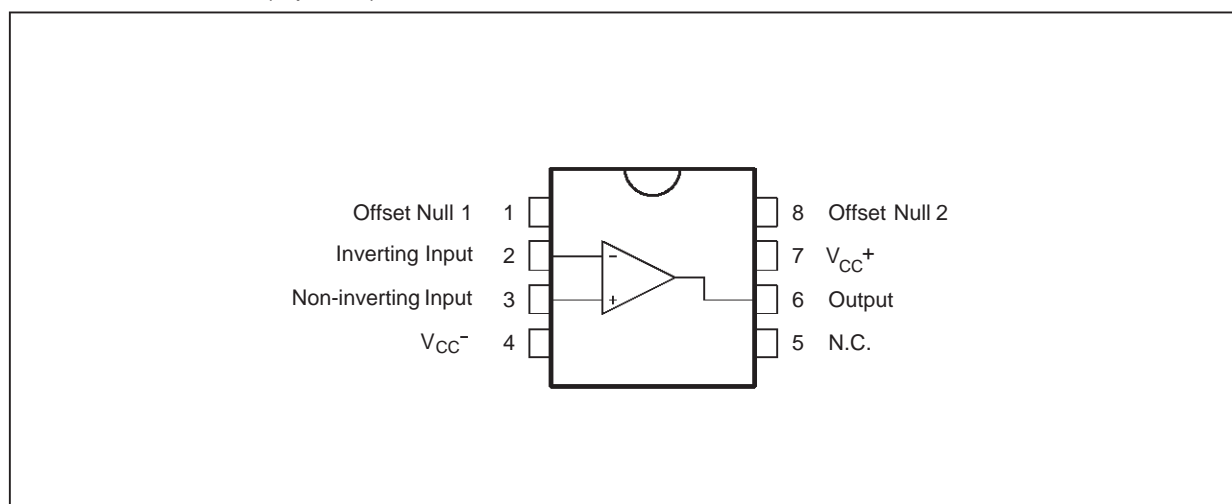 Offset Null 1 1
Inverting Input 2
Non-inverting Input 3
VCC- 4
-
+
8 Offset Null 2
7 VCC+
6 Output
5 N.C.